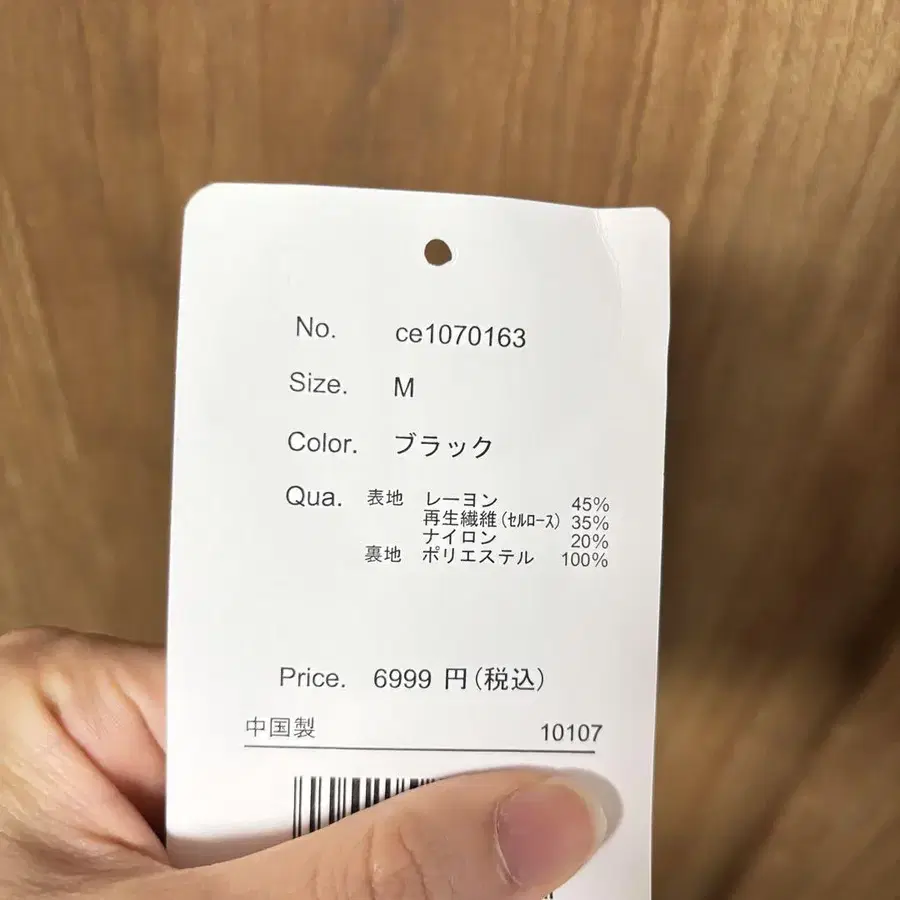 No. ce1070163
Size. M
Color. ブラック
Qua. 表地 レーヨン 45%
再生繊維(セルロース) 35%
ナイロン 20%
裏地 ポリエステル 100%
Price. 6999 円(税込)
中国製 10107